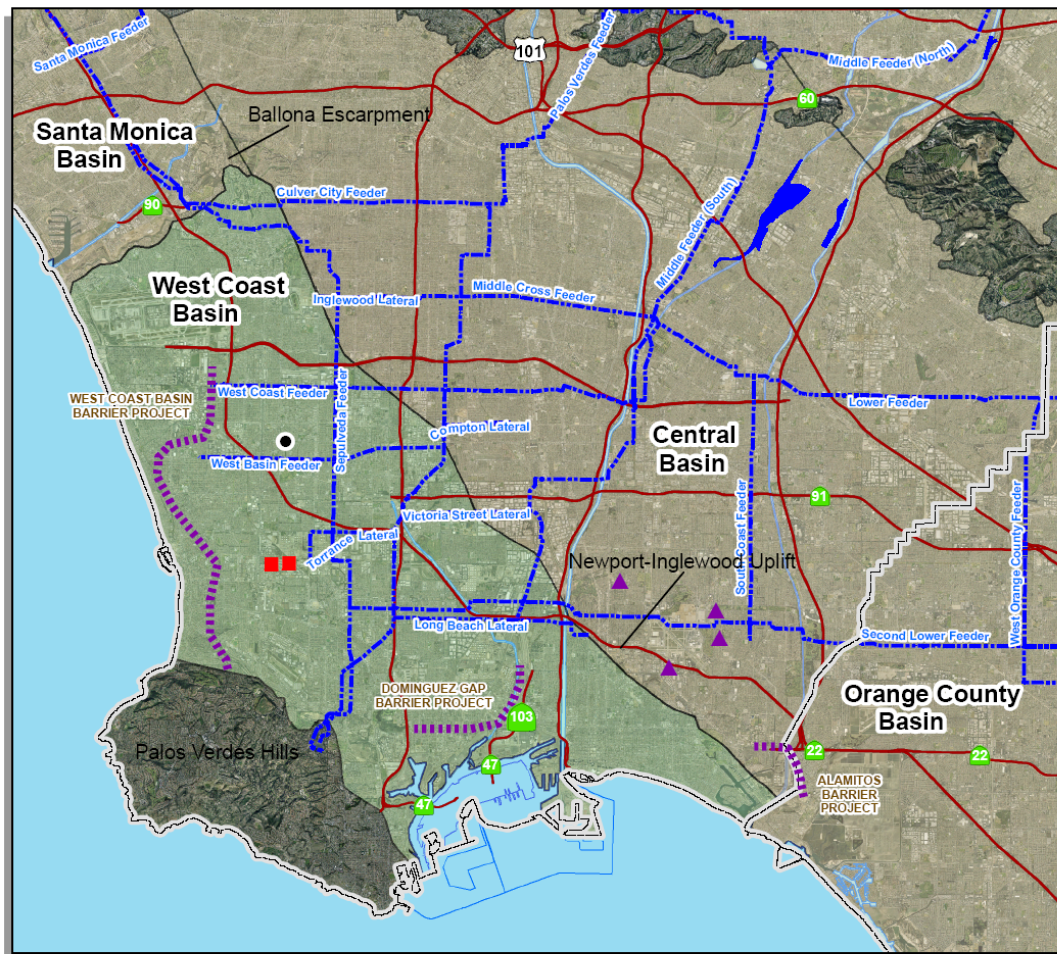 Santa Monica Feeder
101
Palos Verdes Feeder
Middle Feeder (North)
60
Ballona Escarpment
Santa Monica
Basin
Culver City Feeder
90
Middle Feeder (South)
West Coast
Basin
Inglewood Lateral
Middle Cross Feeder
WEST COAST BASIN
BARRIER PROJECT
West Coast Feeder
Lower Feeder
Sepulveda Feeder
Compton Lateral
Central
Basin
West Basin Feeder
91
Victoria Street Lateral
Torrance Lateral
South Coast Feeder
West Orange County Feeder
Newport-Inglewood Uplift
Long Beach Lateral
Second Lower Feeder
DOMINGUEZ GAP
BARRIER PROJECT
103
Orange County
Basin
Palos Verdes Hills
22
22
47
47
ALAMITOS
BARRIER
PROJECT